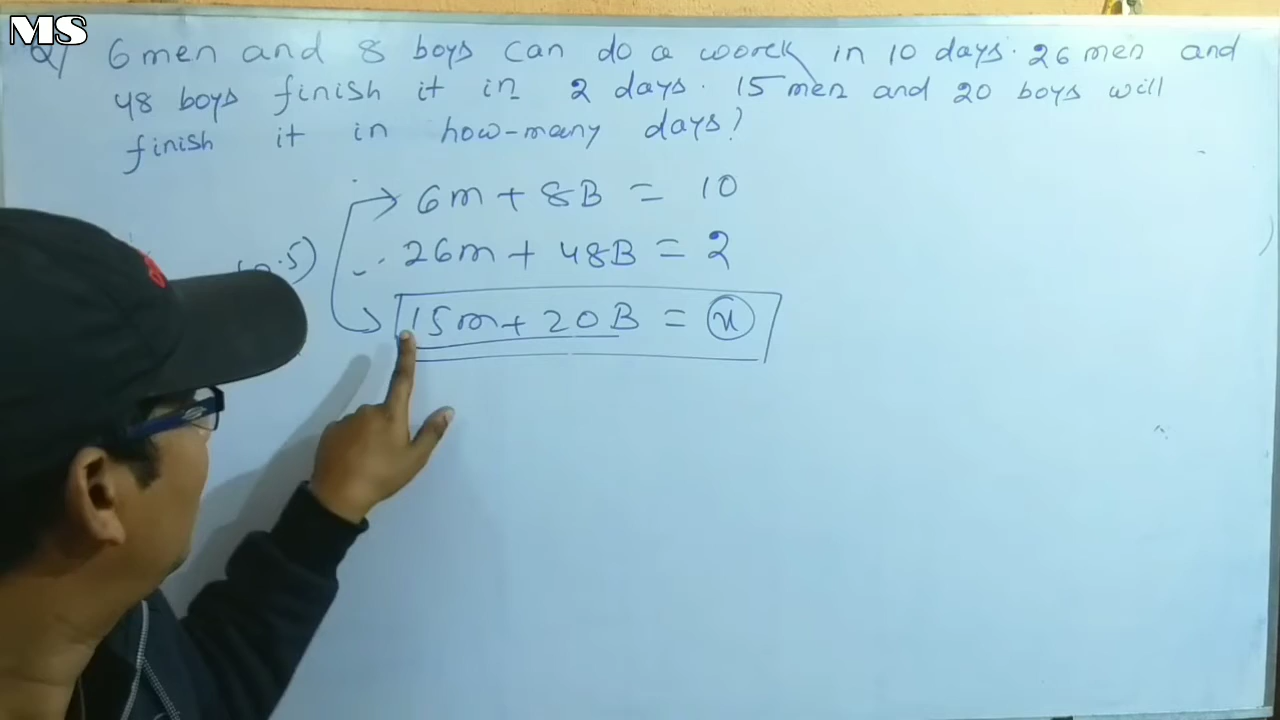 MS
Q) 6 men and 8 boys can do a woork in 10 days. 26 men and
48 boys finish it in 2 days. 15 men and 20 boys will
finish it in how-many days?
6m + 8B = 10
26m + 48B = 2
15m + 20B = x